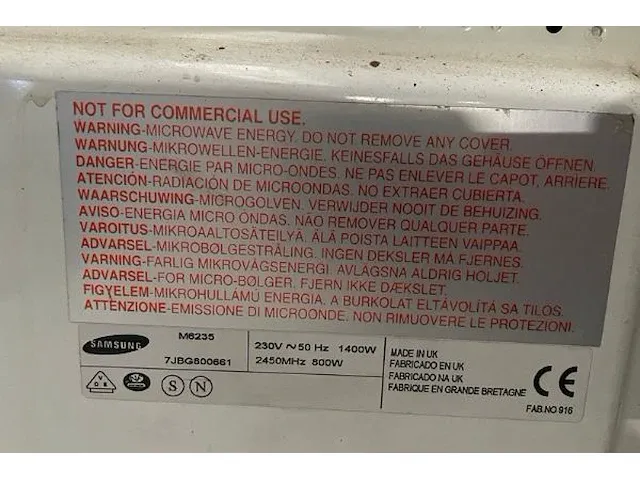 NOT FOR COMMERCIAL USE.
WARNING-MICROWAVE ENERGY. DO NOT REMOVE ANY COVER.
WARNUNG-MIKROWELLEN-ENERGIE. KEINESFALLS DAS GEHÄUSE ÖFFNEN.
DANGER-ENERGIE PAR MICRO-ONDES. NE PAS ENLEVER LE CAPOT, ARRIERE.
ATENCIÓN-RADIACIÓN DE MICROONDAS. NO EXTRAER CUBIERTA.
WAARSCHUWING-MICROGOLVEN. VERWIJDER NOOIT DE BEHUIZING.
AVISO-ENERGIA MICRO ONDAS. NÃO REMOVER QUALQUER PARTE.
VAROITUS-MIKROAALTOSÄTEILYÄ. ÄLÄ POISTA LAITTEEN VAIPPAA.
ADVARSEL-MIKROBØLGESTRÅLING. INGEN DEKSLER MÅ FJERNES.
VARNING-FARLIG MIKROVÅGSENERGI. AVLÄGSNA ALDRIG HOLJET.
ADVARSEL-FOR MICRO-BØLGER. FJERN IKKE DÆKSLET.
FIGYELEM-MIKROHULLÁMÚ ENERGIA. A BURKOLAT ELTÁVOLÍTÁSA TILOS.
ATTENZIONE-EMISSIONE DI MICROONDE. NON RIMUOVERE LE PROTEZIONI.
SAMSUNG M6235
7JBG600661
230V ~ 50 Hz 1400W
2450MHz 800W
MADE IN UK
FABRICADO EN UK
FABRICADO NA UK
FABRIQUE EN GRANDE BRETAGNE
CE
FAB.NO 916
VDE S N